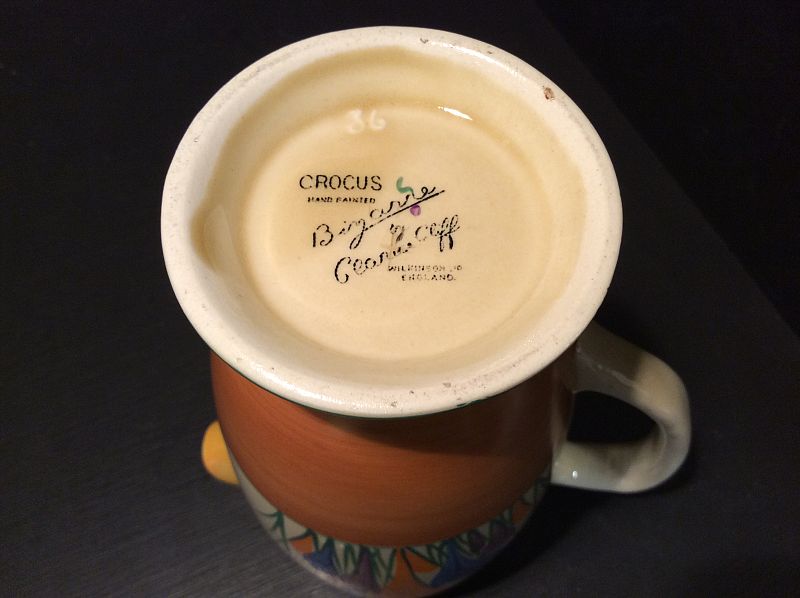 36
CROCUS
HAND PAINTED
Bizarre
by
Clarice Cliff
WILKINSON LTD
ENGLAND.